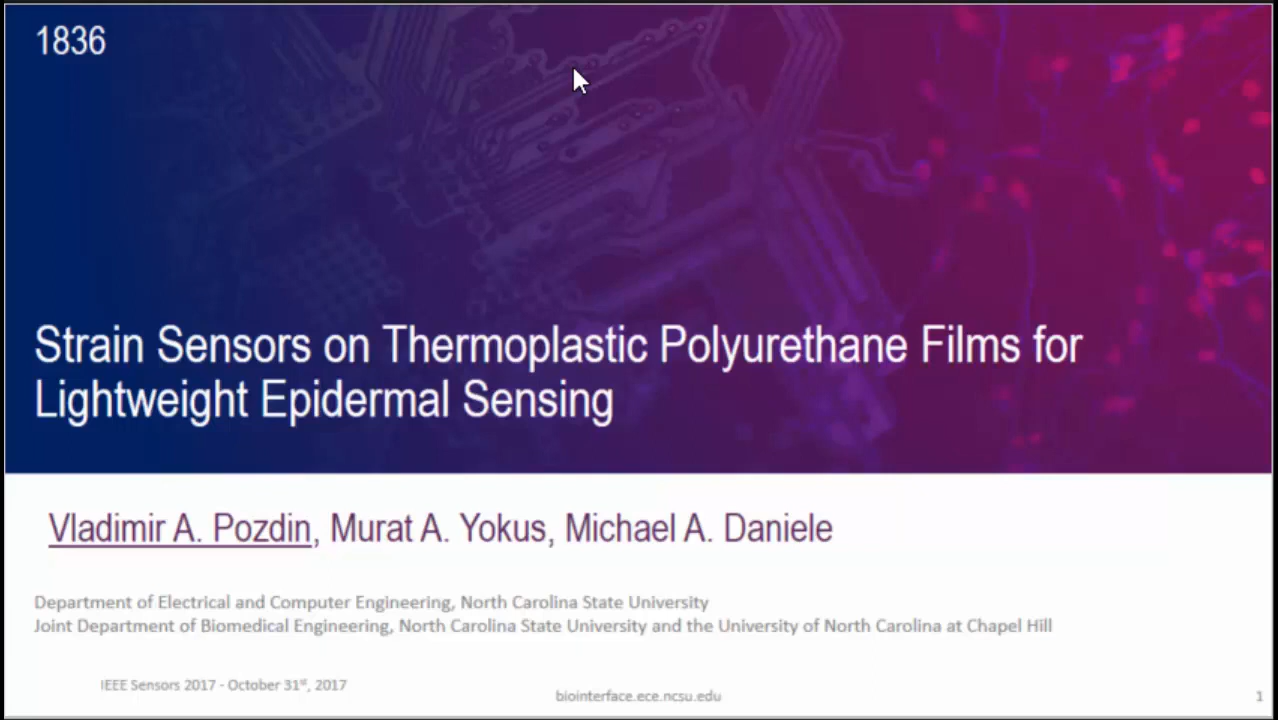 1836
Strain Sensors on Thermoplastic Polyurethane Films for
Lightweight Epidermal Sensing
Vladimir A. Pozdin, Murat A. Yokus, Michael A. Daniele
Department of Electrical and Computer Engineering, North Carolina State University
Joint Department of Biomedical Engineering, North Carolina State University and the University of North Carolina at Chapel Hill
IEEE Sensors 2017 - October 31st, 2017
biointerface.ece.ncsu.edu
1